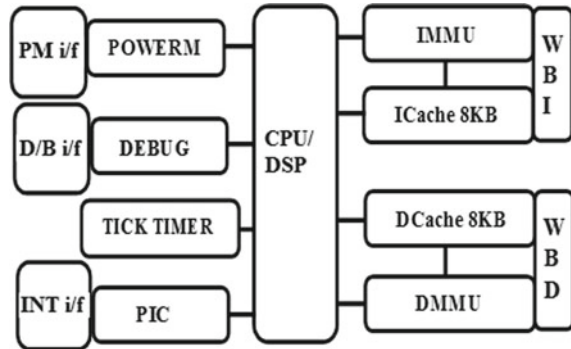 PM i/f
POWERM
D/B i/f
DEBUG
TICK TIMER
INT i/f
PIC
CPU/
DSP
IMMU
ICache 8KB
W
B
I
DCache 8KB
DMMU
W
B
D